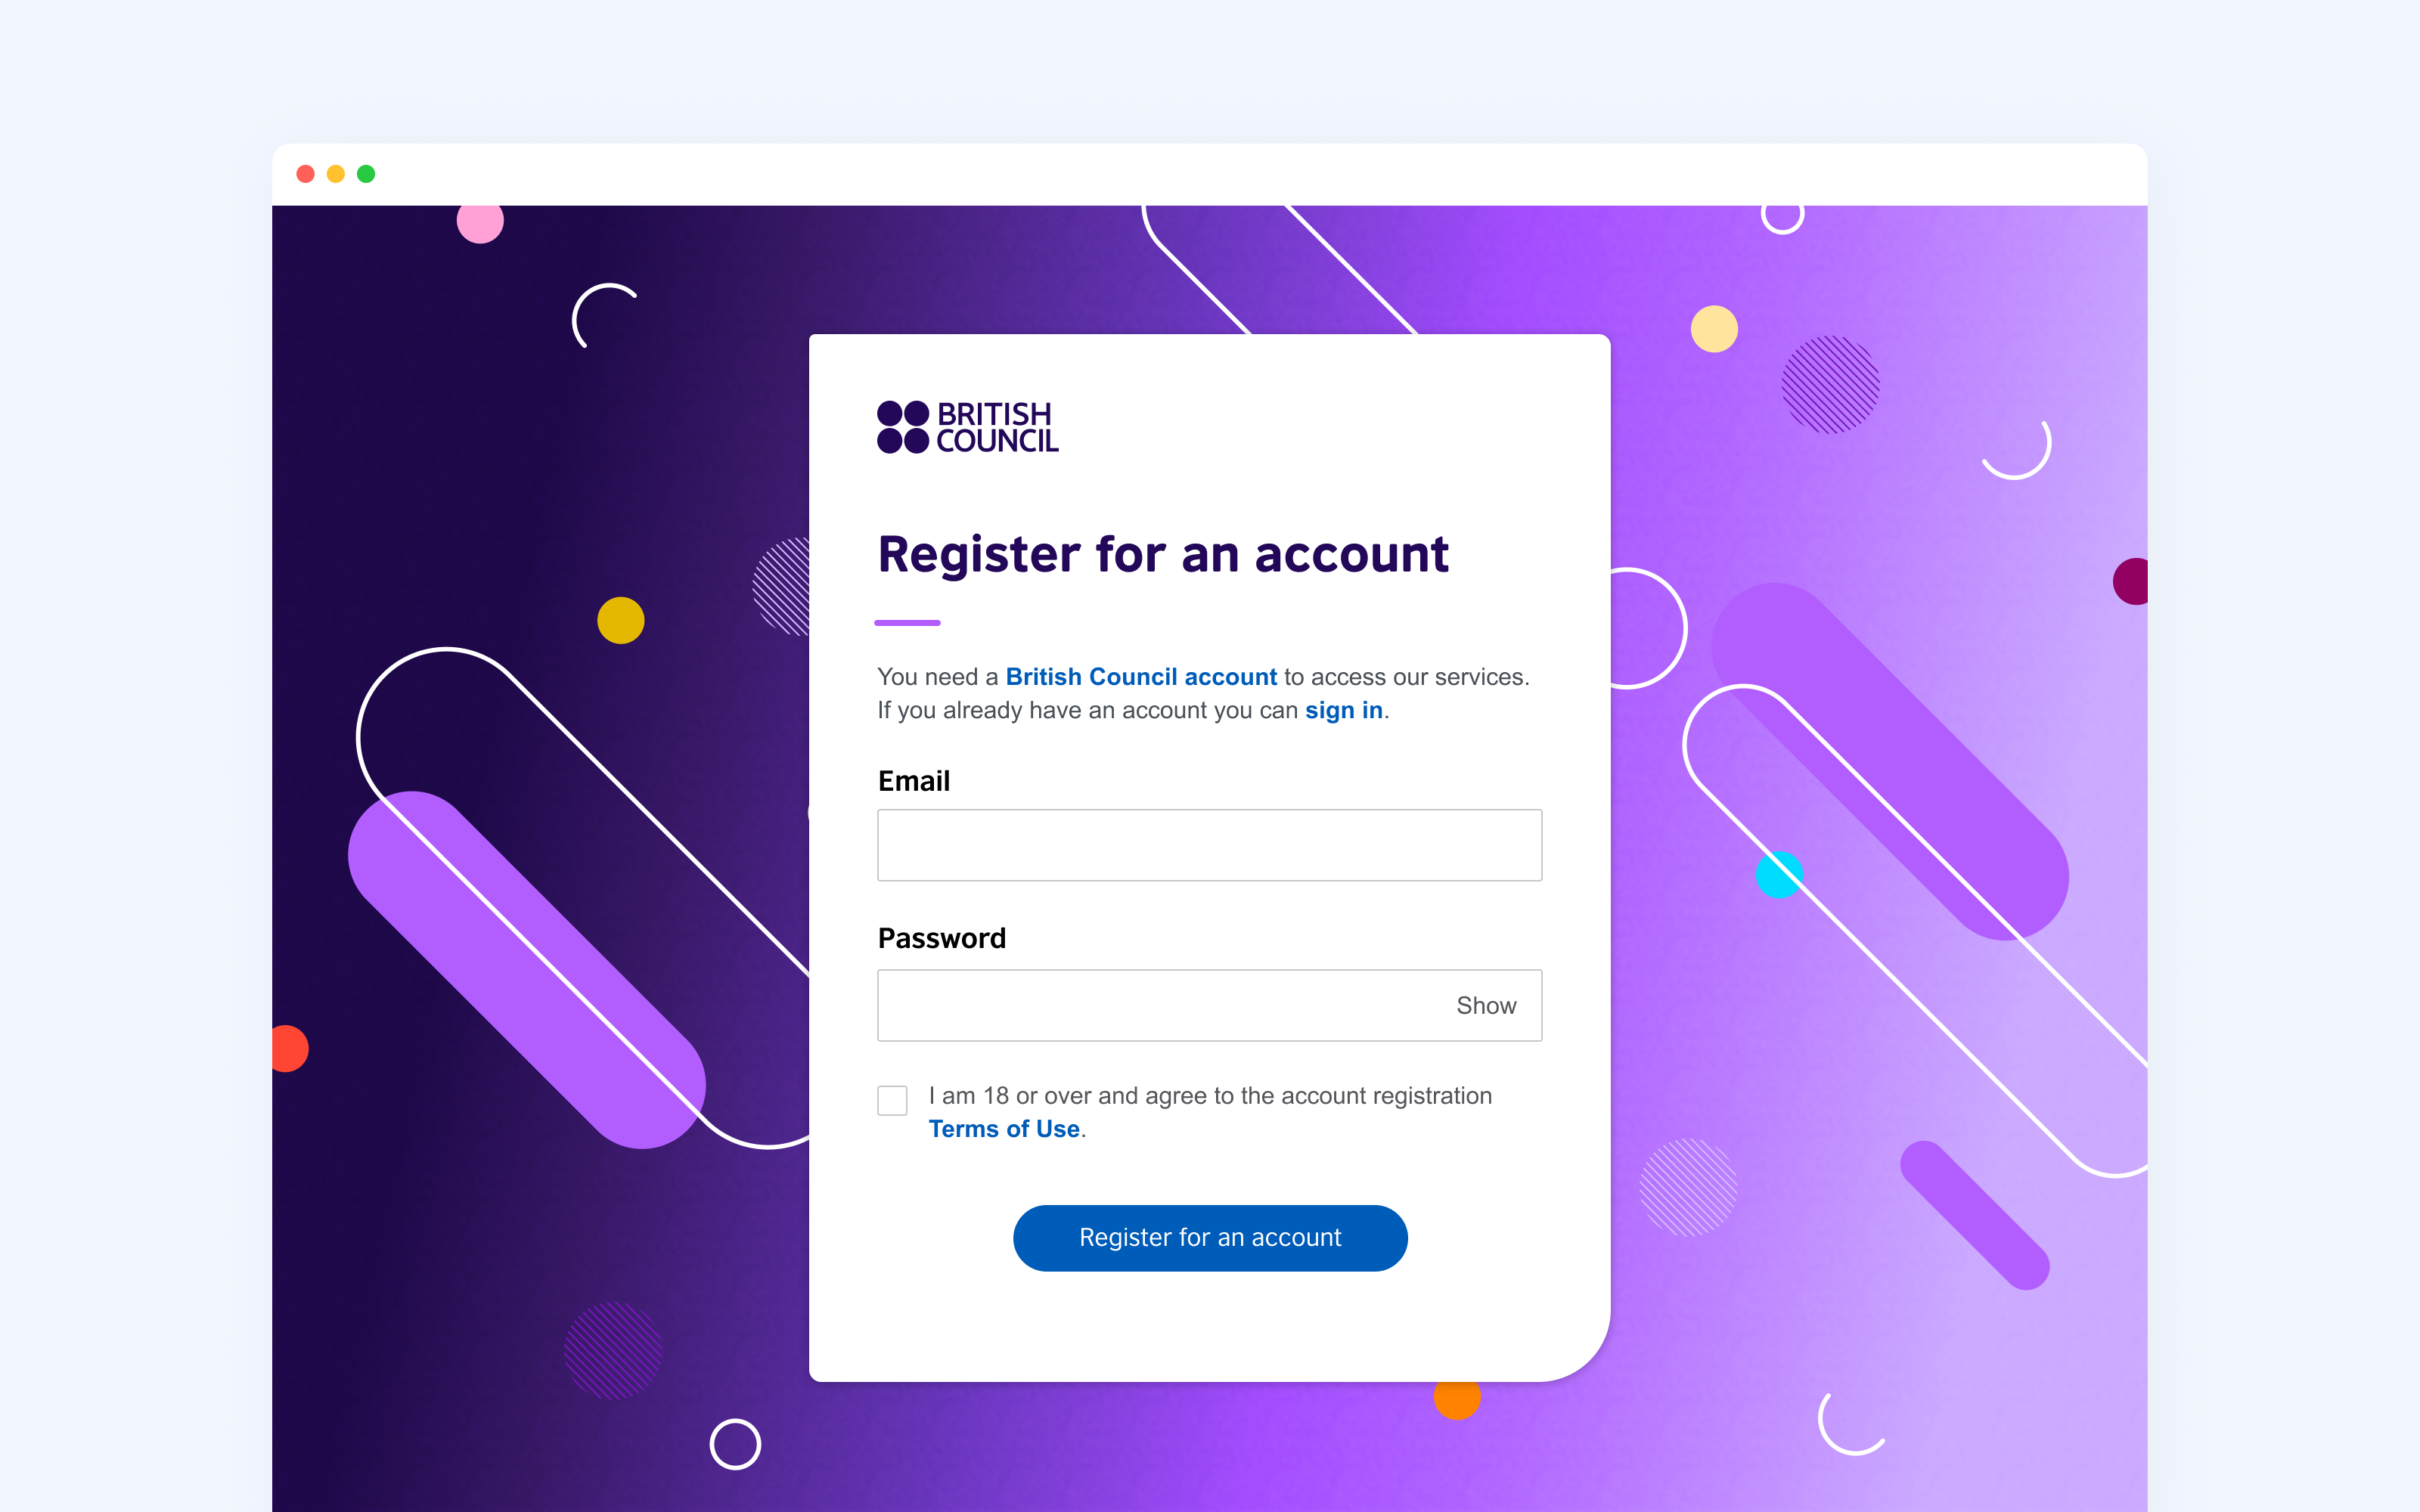 BRITISH
COUNCIL
Register for an account
You need a British Council account to access our services.
If you already have an account you can sign in.
Email
Password
Show
I am 18 or over and agree to the account registration
Terms of Use.
Register for an account